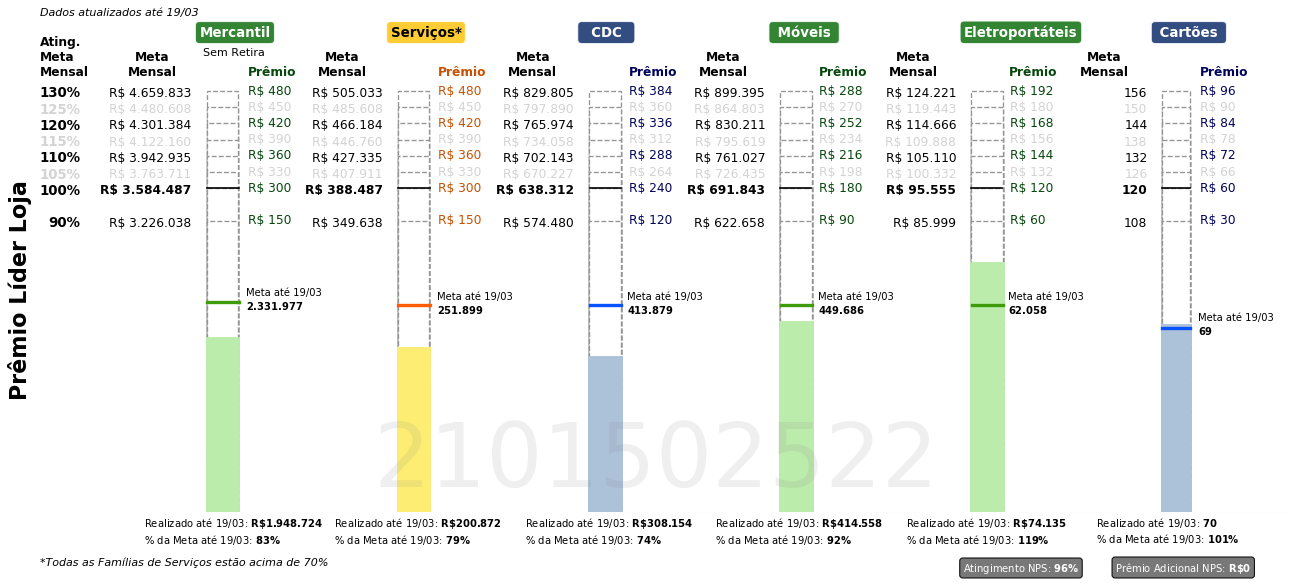 Dados atualizados até 19/03
Mercantil Serviços* CDC Móveis Eletroportáteis Cartões
Sem Retira
Ating. Meta Mensal Meta Mensal Prêmio Meta Mensal Prêmio Meta Mensal Prêmio Meta Mensal Prêmio Meta Mensal Prêmio Meta Mensal Prêmio
130% R$ 4.659.833 R$ 480 R$ 505.033 R$ 480 R$ 829.805 R$ 384 R$ 899.395 R$ 288 R$ 124.221 R$ 192 156 R$ 96
125% R$ 4.480.608 R$ 450 R$ 485.608 R$ 450 R$ 797.890 R$ 360 R$ 864.803 R$ 270 R$ 119.443 R$ 180 150 R$ 90
120% R$ 4.301.384 R$ 420 R$ 466.184 R$ 420 R$ 765.974 R$ 336 R$ 830.211 R$ 252 R$ 114.666 R$ 168 144 R$ 84
115% R$ 4.122.160 R$ 390 R$ 446.760 R$ 390 R$ 734.058 R$ 312 R$ 795.619 R$ 234 R$ 109.888 R$ 156 138 R$ 78
110% R$ 3.942.935 R$ 360 R$ 427.335 R$ 360 R$ 702.143 R$ 288 R$ 761.027 R$ 216 R$ 105.110 R$ 144 132 R$ 72
105% R$ 3.763.711 R$ 330 R$ 407.911 R$ 330 R$ 670.227 R$ 264 R$ 726.435 R$ 198 R$ 100.332 R$ 132 126 R$ 66
100% R$ 3.584.487 R$ 300 R$ 388.487 R$ 300 R$ 638.312 R$ 240 R$ 691.843 R$ 180 R$ 95.555 R$ 120 120 R$ 60
90% R$ 3.226.038 R$ 150 R$ 349.638 R$ 150 R$ 574.480 R$ 120 R$ 622.658 R$ 90 R$ 85.999 R$ 60 108 R$ 30
Prêmio Líder Loja
Meta até 19/03 Meta até 19/03 Meta até 19/03 Meta até 19/03 Meta até 19/03 Meta até 19/03
2.331.977 251.899 413.879 449.686 62.058 69
2101502522
Realizado até 19/03: R$1.948.724 Realizado até 19/03: R$200.872 Realizado até 19/03: R$308.154 Realizado até 19/03: R$414.558 Realizado até 19/03: R$74.135 Realizado até 19/03: 70
% da Meta até 19/03: 83% % da Meta até 19/03: 79% % da Meta até 19/03: 74% % da Meta até 19/03: 92% % da Meta até 19/03: 119% % da Meta até 19/03: 101%
*Todas as Famílias de Serviços estão acima de 70%
Atingimento NPS: 96% Prêmio Adicional NPS: R$0